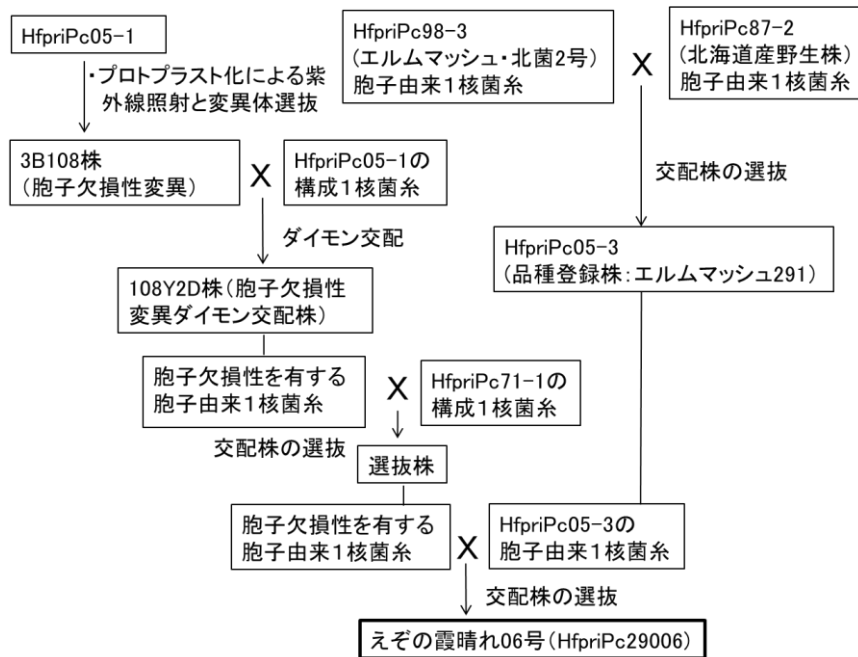 HfpriPc05-1
・プロトプラスト化による紫
外線照射と変異体選抜
3B108株
(胞子欠損性変異)
X
HfpriPc05-1の
構成1核菌糸
ダイモン交配
108Y2D株(胞子欠損性
変異ダイモン交配株)
胞子欠損性を有する
胞子由来1核菌糸
X
HfpriPc71-1の
構成1核菌糸
交配株の選抜
選抜株
胞子欠損性を有する
胞子由来1核菌糸
HfpriPc98-3
(エルムマッシュ・北菌2号)
胞子由来1核菌糸
X
HfpriPc87-2
(北海道産野生株)
胞子由来1核菌糸
交配株の選抜
HfpriPc05-3
(品種登録株:エルムマッシュ291)
X
HfpriPc05-3の
胞子由来1核菌糸
交配株の選抜
えぞの霞晴れ06号(HfpriPc29006)